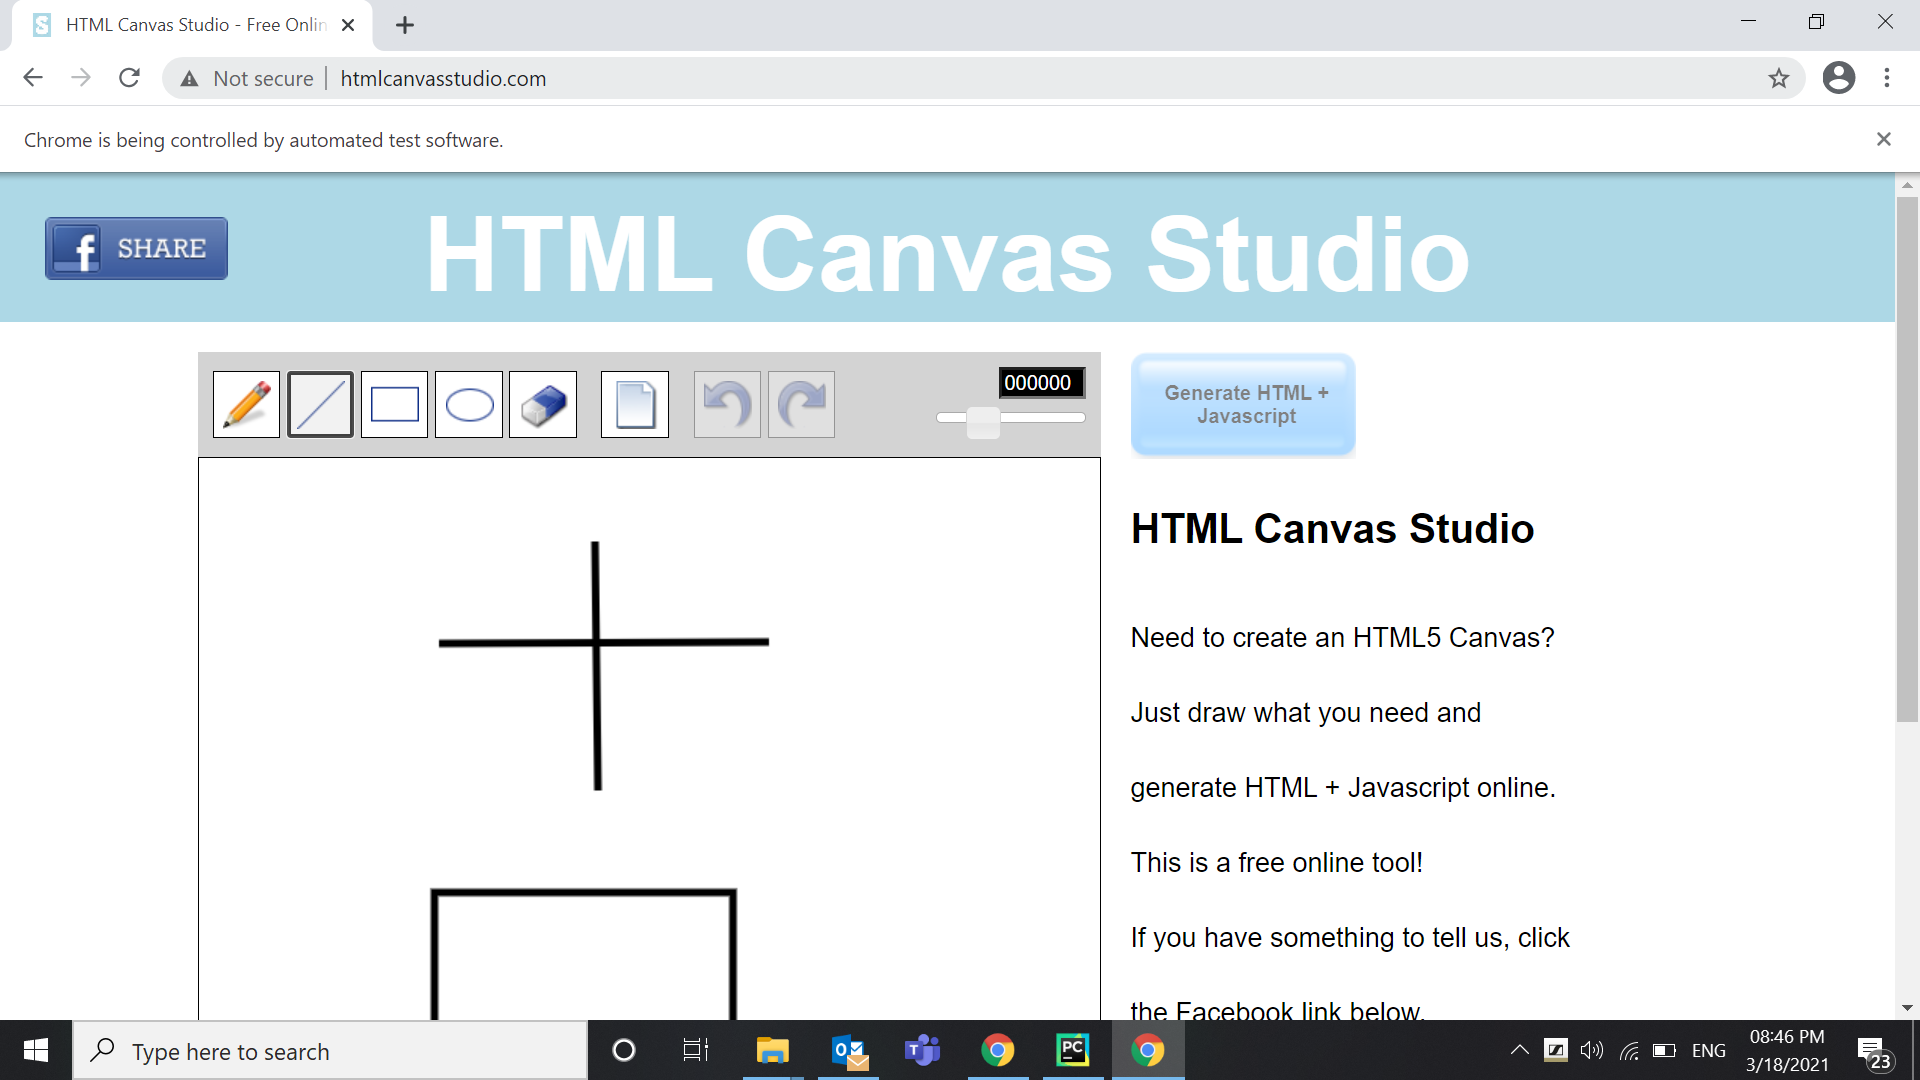 HTML Canvas Studio - Free Onlin
Not secure htmlcanvasstudio.com
Chrome is being controlled by automated test software.
f SHARE
HTML Canvas Studio
000000
Generate HTML +
Javascript
HTML Canvas Studio
Need to create an HTML5 Canvas?
Just draw what you need and
generate HTML + Javascript online.
This is a free online tool!
If you have something to tell us, click
the Facebook link below.
Type here to search
PC
ENG
08:46 PM
3/18/2021
23